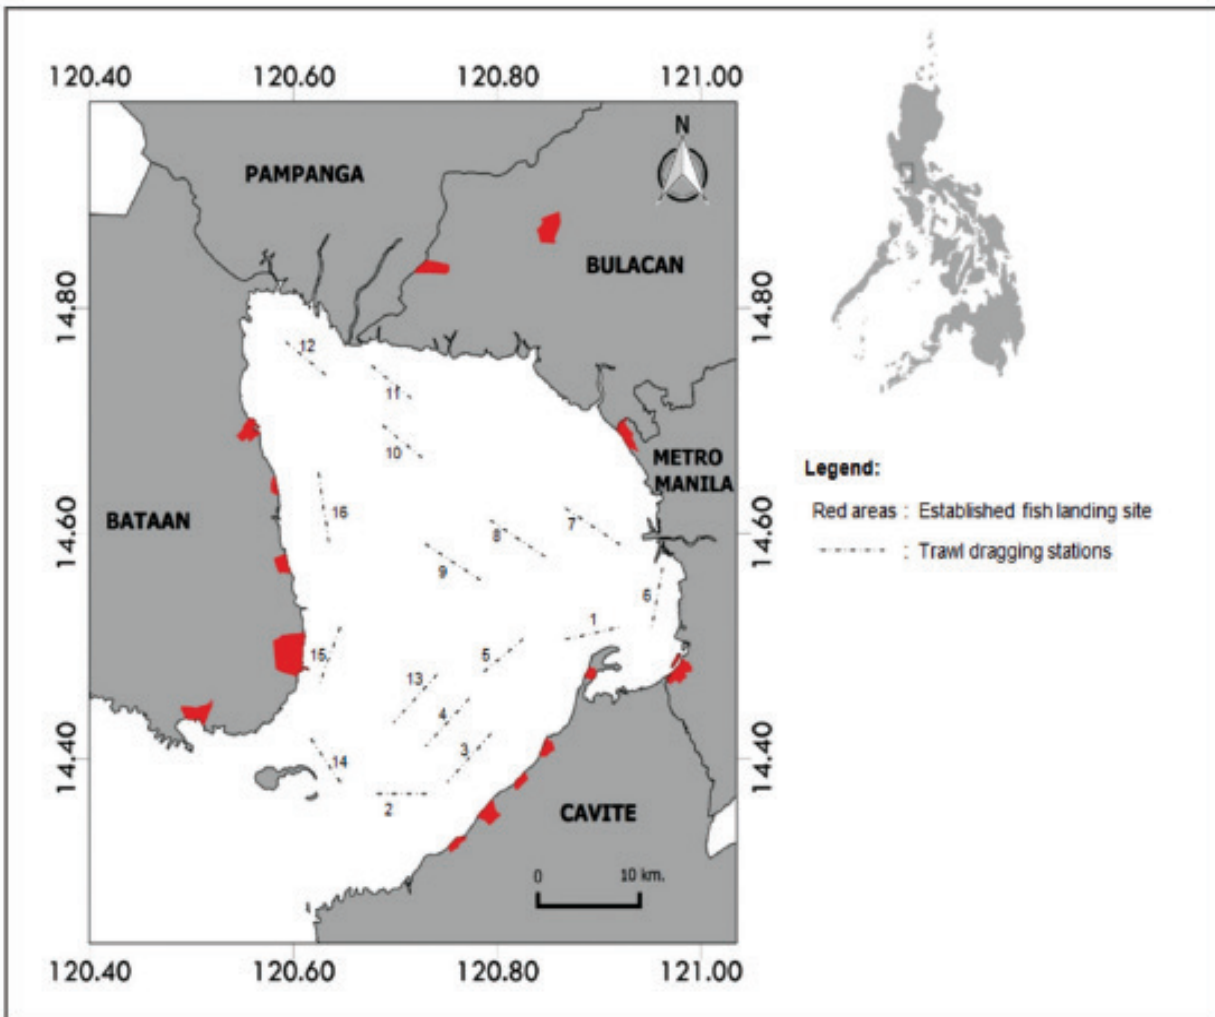 120.40 120.60 120.80 121.00
N
PAMPANGA
BULACAN
14.80 14.80
12
11
10
METRO
MANILA
Legend:
Red areas : Established fish landing site
: Trawl dragging stations
BATAAN
16
7
8
9
14.60 14.60
6
1
5
15
13
4
3
14
2
14.40 14.40
CAVITE
0 10 km.
120.40 120.60 120.80 121.00